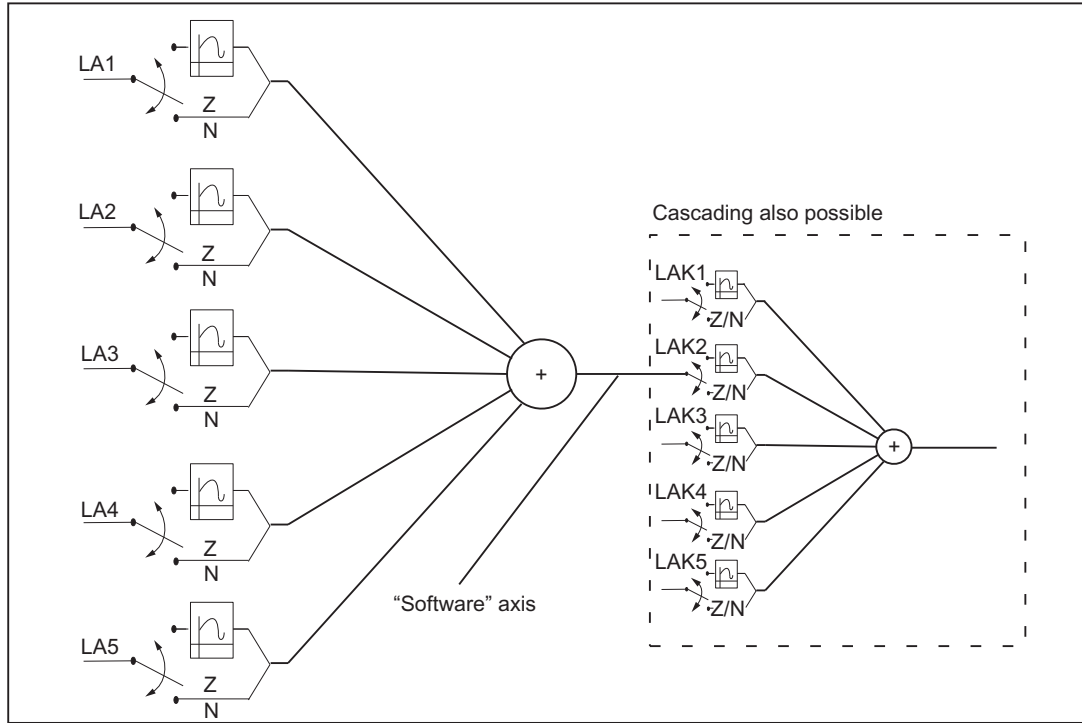 LA1
Z
N
LA2
Z
N
LA3
Z
N
LA4
Z
N
LA5
Z
N
+
“Software” axis
Cascading also possible
LAK1
Z/N
LAK2
Z/N
LAK3
Z/N
LAK4
Z/N
LAK5
Z/N
+